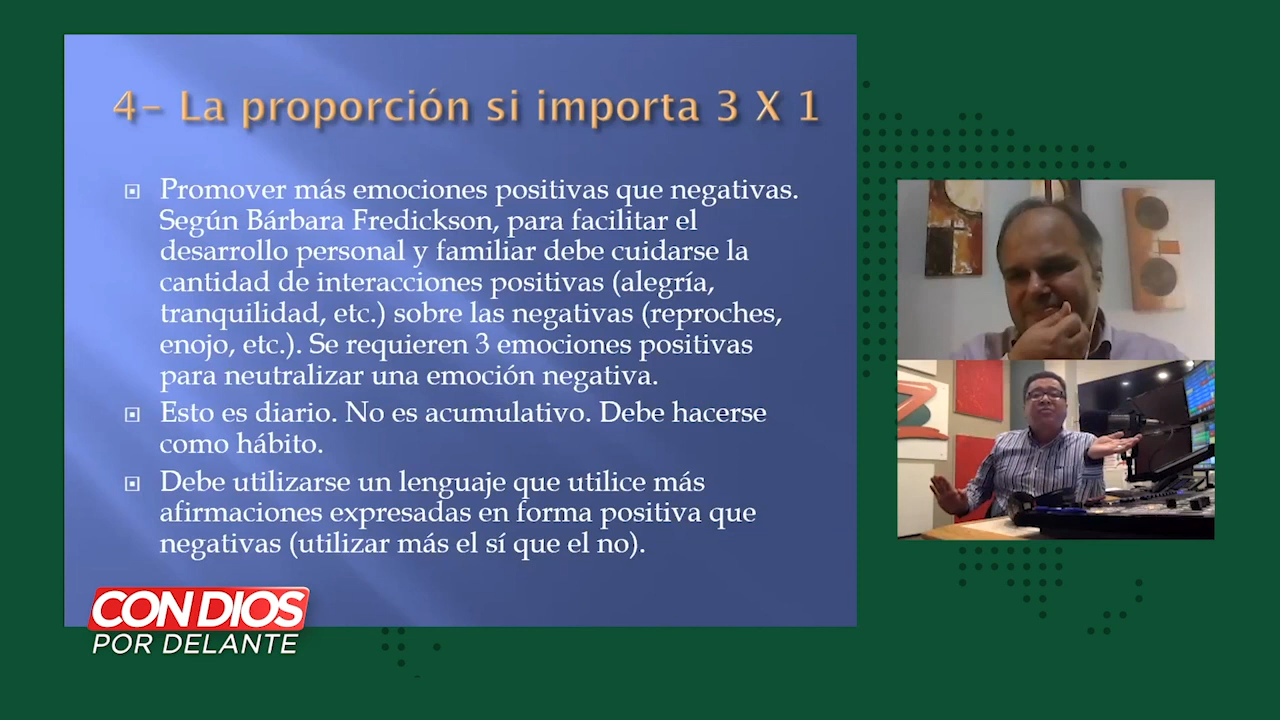 4- La proporción si importa 3 X 1
Promover más emociones positivas que negativas.
Según Bárbara Fredickson, para facilitar el
desarrollo personal y familiar debe cuidarse la
cantidad de interacciones positivas (alegría,
tranquilidad, etc.) sobre las negativas (reproches,
enojo, etc.). Se requieren 3 emociones positivas
para neutralizar una emoción negativa.
Esto es diario. No es acumulativo. Debe hacerse
como hábito.
Debe utilizarse un lenguaje que utilice más
afirmaciones expresadas en forma positiva que
negativas (utilizar más el sí que el no).
CON DIOS
POR DELANTE
Z